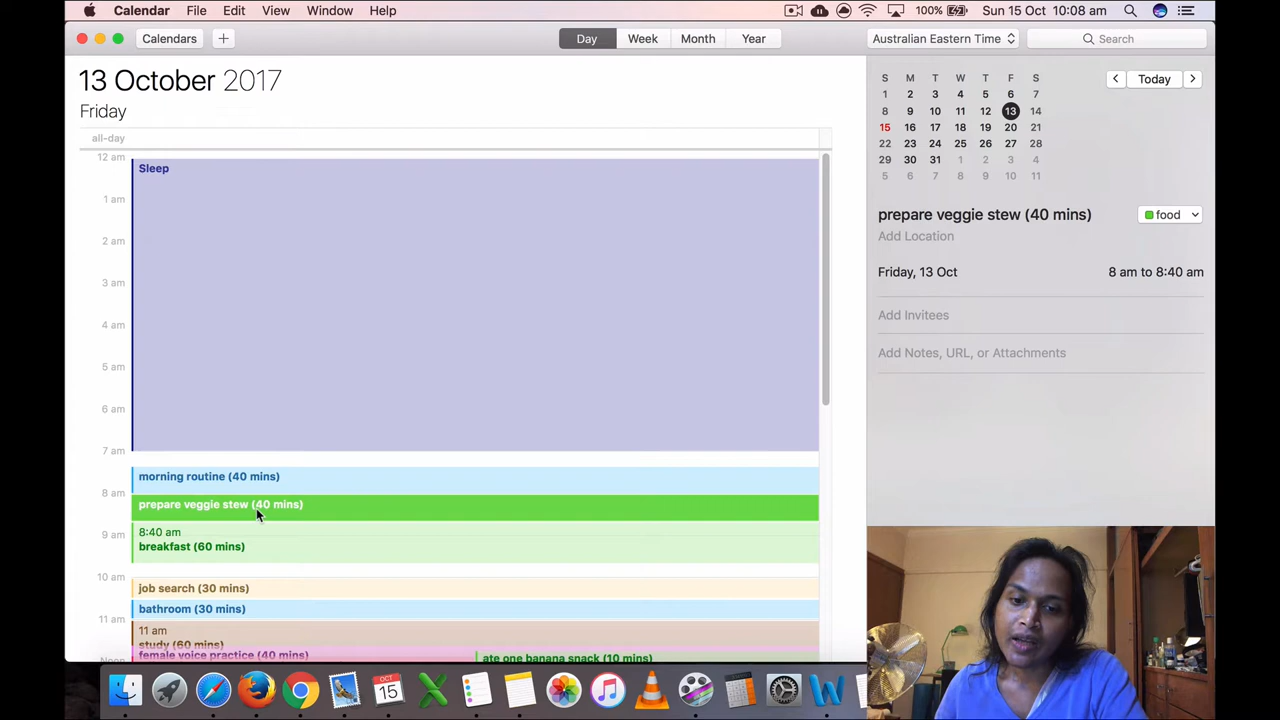 Calendar File Edit View Window Help 100% Sun 15 Oct 10:08 am
Calendars + Day Week Month Year Australian Eastern Time Search
13 October 2017
Friday
all-day
12 am
Sleep
1 am
2 am
3 am
4 am
5 am
6 am
7 am
morning routine (40 mins)
8 am
prepare veggie stew (40 mins)
8:40 am
9 am
breakfast (60 mins)
10 am
job search (30 mins)
bathroom (30 mins)
11 am
11 am
study (60 mins)
female voice practice (40 mins)
ate one banana snack (10 mins)
Noon
S M T W T F S
< Today >
1 2 3 4 5 6 7
8 9 10 11 12 13 14
15 16 17 18 19 20 21
22 23 24 25 26 27 28
29 30 31 1 2 3 4
5 6 7 8 9 10 11
prepare veggie stew (40 mins) food
Add Location
Friday, 13 Oct 8 am to 8:40 am
Add Invitees
Add Notes, URL, or Attachments
OCT
15